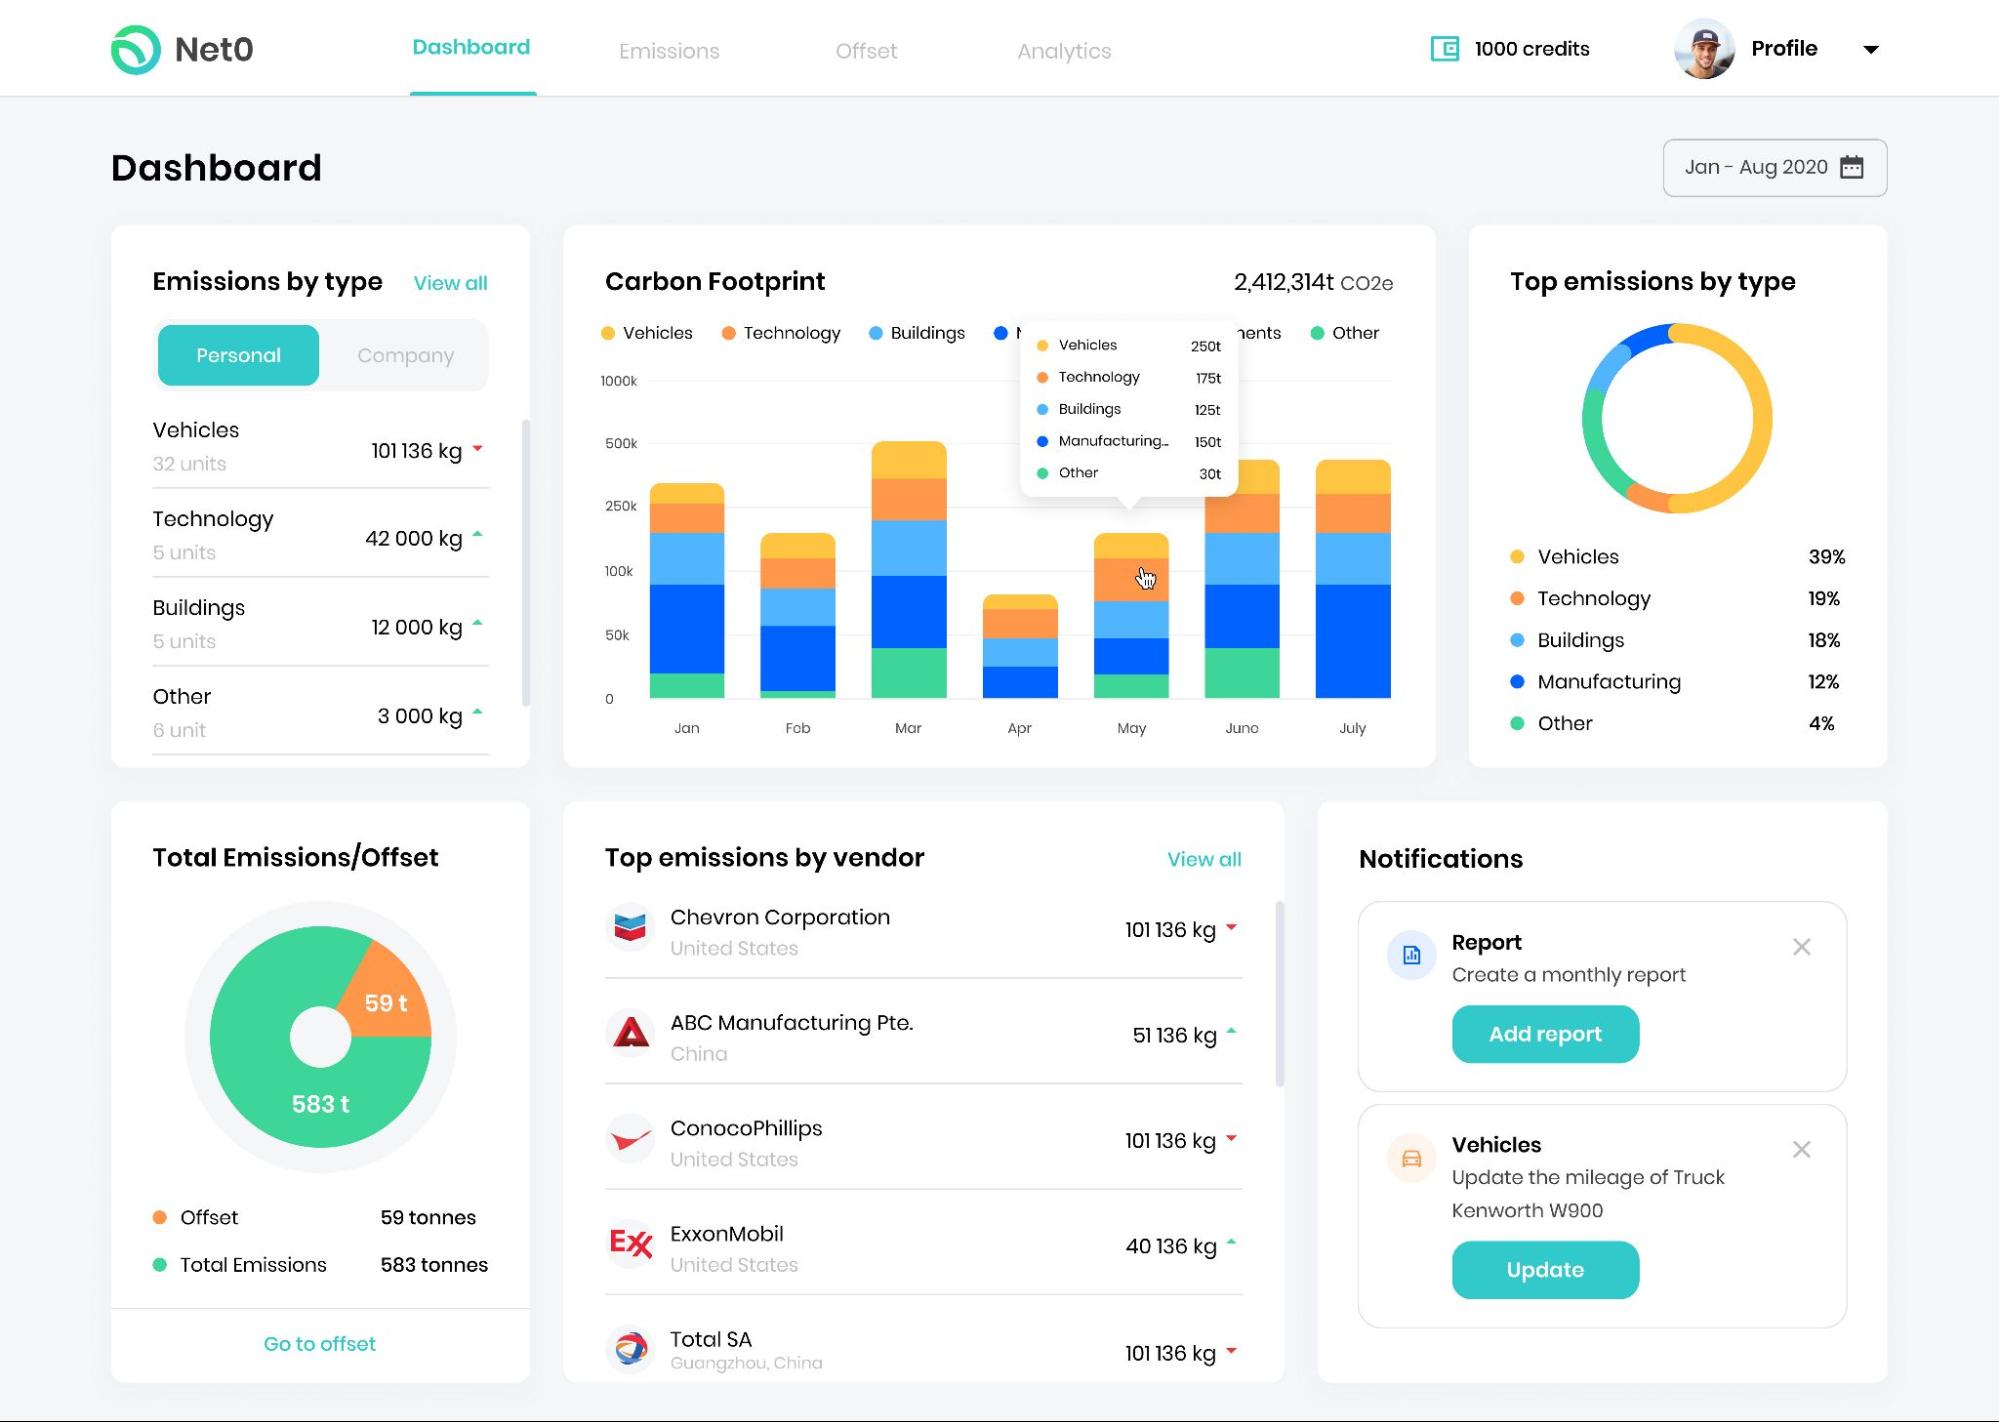 Net0
Dashboard
Emissions
Offset
Analytics
1000 credits
Profile
Dashboard
Jan - Aug 2020
Emissions by type
View all
Personal
Company
Vehicles
32 units
101 136 kg
Technology
5 units
42 000 kg
Buildings
5 units
12 000 kg
Other
6 unit
3 000 kg
Carbon Footprint
2,412,314t CO2e
Vehicles
Technology
Buildings
Other
Vehicles 250t
Technology 175t
Buildings 125t
Manufacturing... 150t
Other 30t
1000k
500k
250k
100k
50k
0
Jan
Feb
Mar
Apr
May
June
July
Top emissions by type
Vehicles 39%
Technology 19%
Buildings 18%
Manufacturing 12%
Other 4%
Total Emissions/Offset
59 t
583 t
Offset 59 tonnes
Total Emissions 583 tonnes
Go to offset
Top emissions by vendor
View all
Chevron Corporation
United States
101 136 kg
ABC Manufacturing Pte.
China
51 136 kg
ConocoPhillips
United States
101 136 kg
Exx
ExxonMobil
United States
40 136 kg
Total SA
Guangzhou, China
101 136 kg
Notifications
Report
Create a monthly report
Add report
Vehicles
Update the mileage of Truck
Kenworth W900
Update